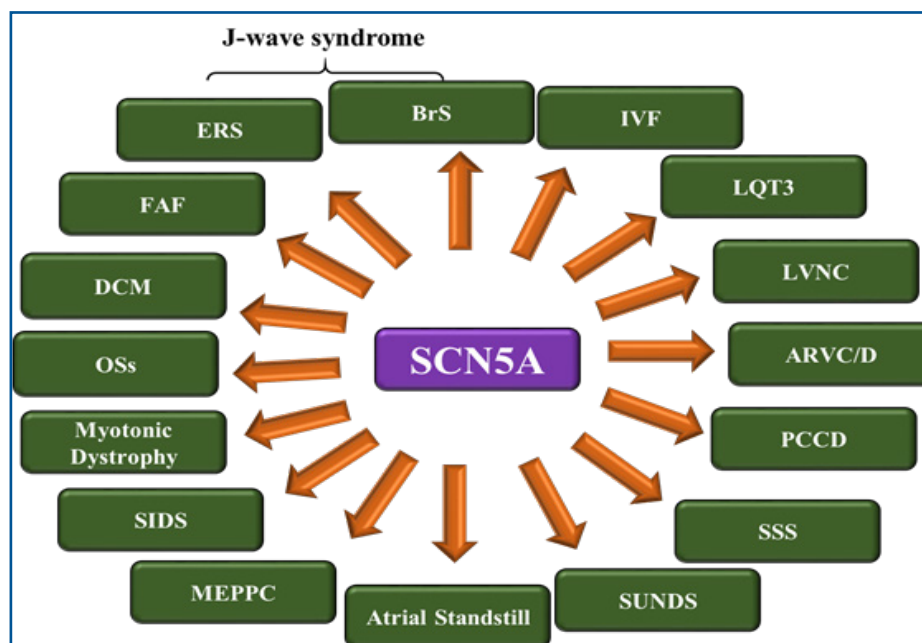 J-wave syndrome
ERS
BrS
IVF
FAF
LQT3
DCM
LVNC
SCN5A
OSs
ARVC/D
Myotonic
Dystrophy
PCCD
SIDS
SSS
MEPPC
Atrial Standstill
SUNDS